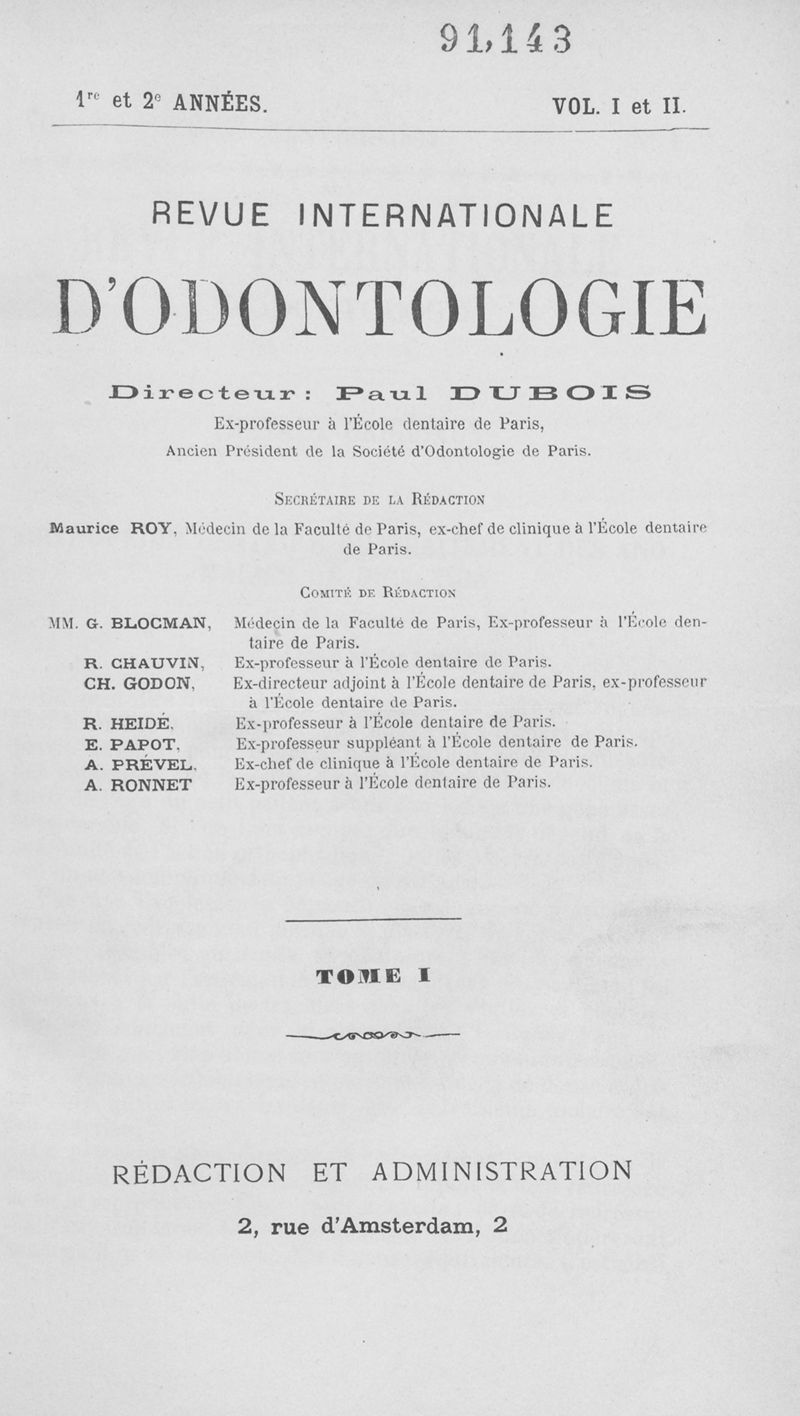 91,143
1re et 2e ANNÉES. VOL. I et II.
REVUE INTERNATIONALE
D'ODONTOLOGIE
Directeur : Paul DUBOIS
Ex-professeur à l'École dentaire de Paris,
Ancien Président de la Société d'Odontologie de Paris.
SECRÉTAIRE DE LA RÉDACTION
Maurice ROY, Médecin de la Faculté de Paris, ex-chef de clinique à l'École dentaire
de Paris.
COMITÉ DE RÉDACTION
MM. G. BLOCMAN, Médecin de la Faculté de Paris, Ex-professeur à l'École den-
taire de Paris.
R. CHAUVIN, Ex-professeur à l'École dentaire de Paris.
CH. GODON, Ex-directeur adjoint à l'École dentaire de Paris, ex-professeur
à l'École dentaire de Paris.
R. HEIDÉ, Ex-professeur à l'École dentaire de Paris.
E. PAPOT, Ex-professeur suppléant à l'École dentaire de Paris.
A. PRÉVEL, Ex-chef de clinique à l'École dentaire de Paris.
A. RONNET Ex-professeur à l'École dentaire de Paris.
TOME I
RÉDACTION ET ADMINISTRATION
2, rue d'Amsterdam, 2